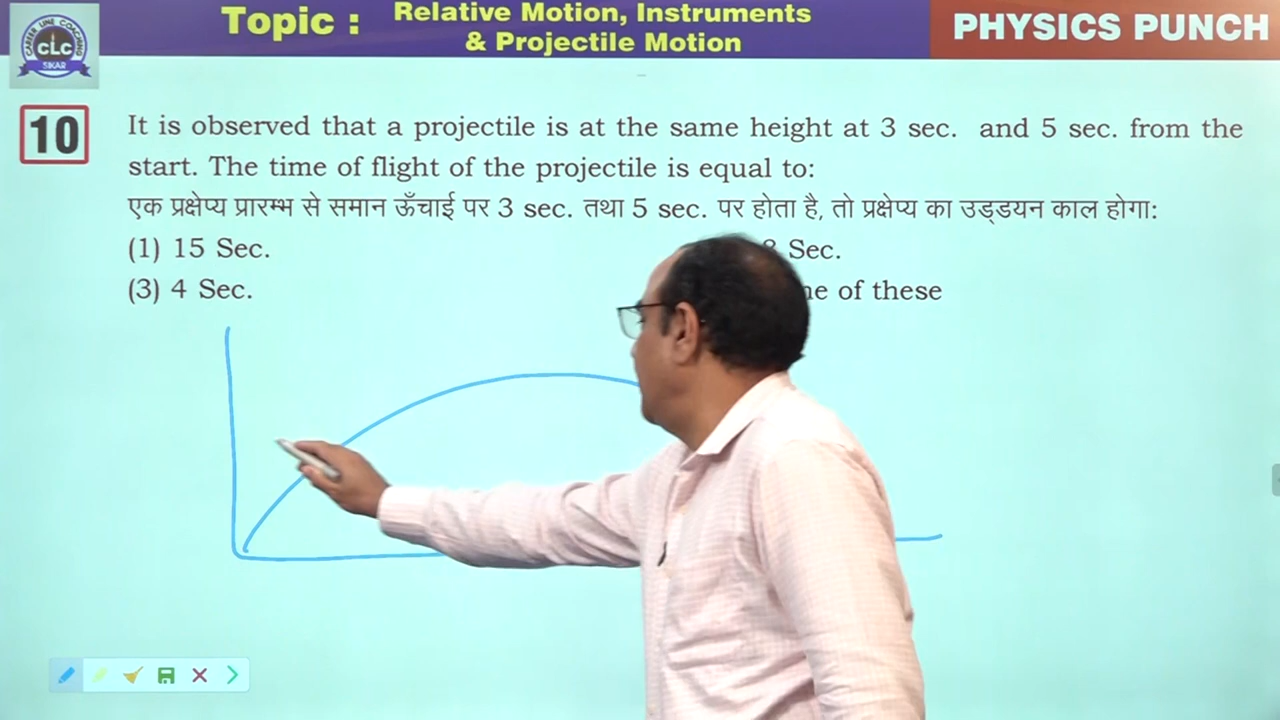 Topic :
Relative Motion, Instruments
& Projectile Motion
PHYSICS PUNCH
CAREER LINE COACHING
CLC
SIKAR
10
It is observed that a projectile is at the same height at 3 sec. and 5 sec. from the
start. The time of flight of the projectile is equal to:
एक प्रक्षेप्य प्रारम्भ से समान ऊँचाई पर 3 sec. तथा 5 sec. पर होता है, तो प्रक्षेप्य का उड्डयन काल होगा:
(1) 15 Sec.
Sec.
(3) 4 Sec.
of these